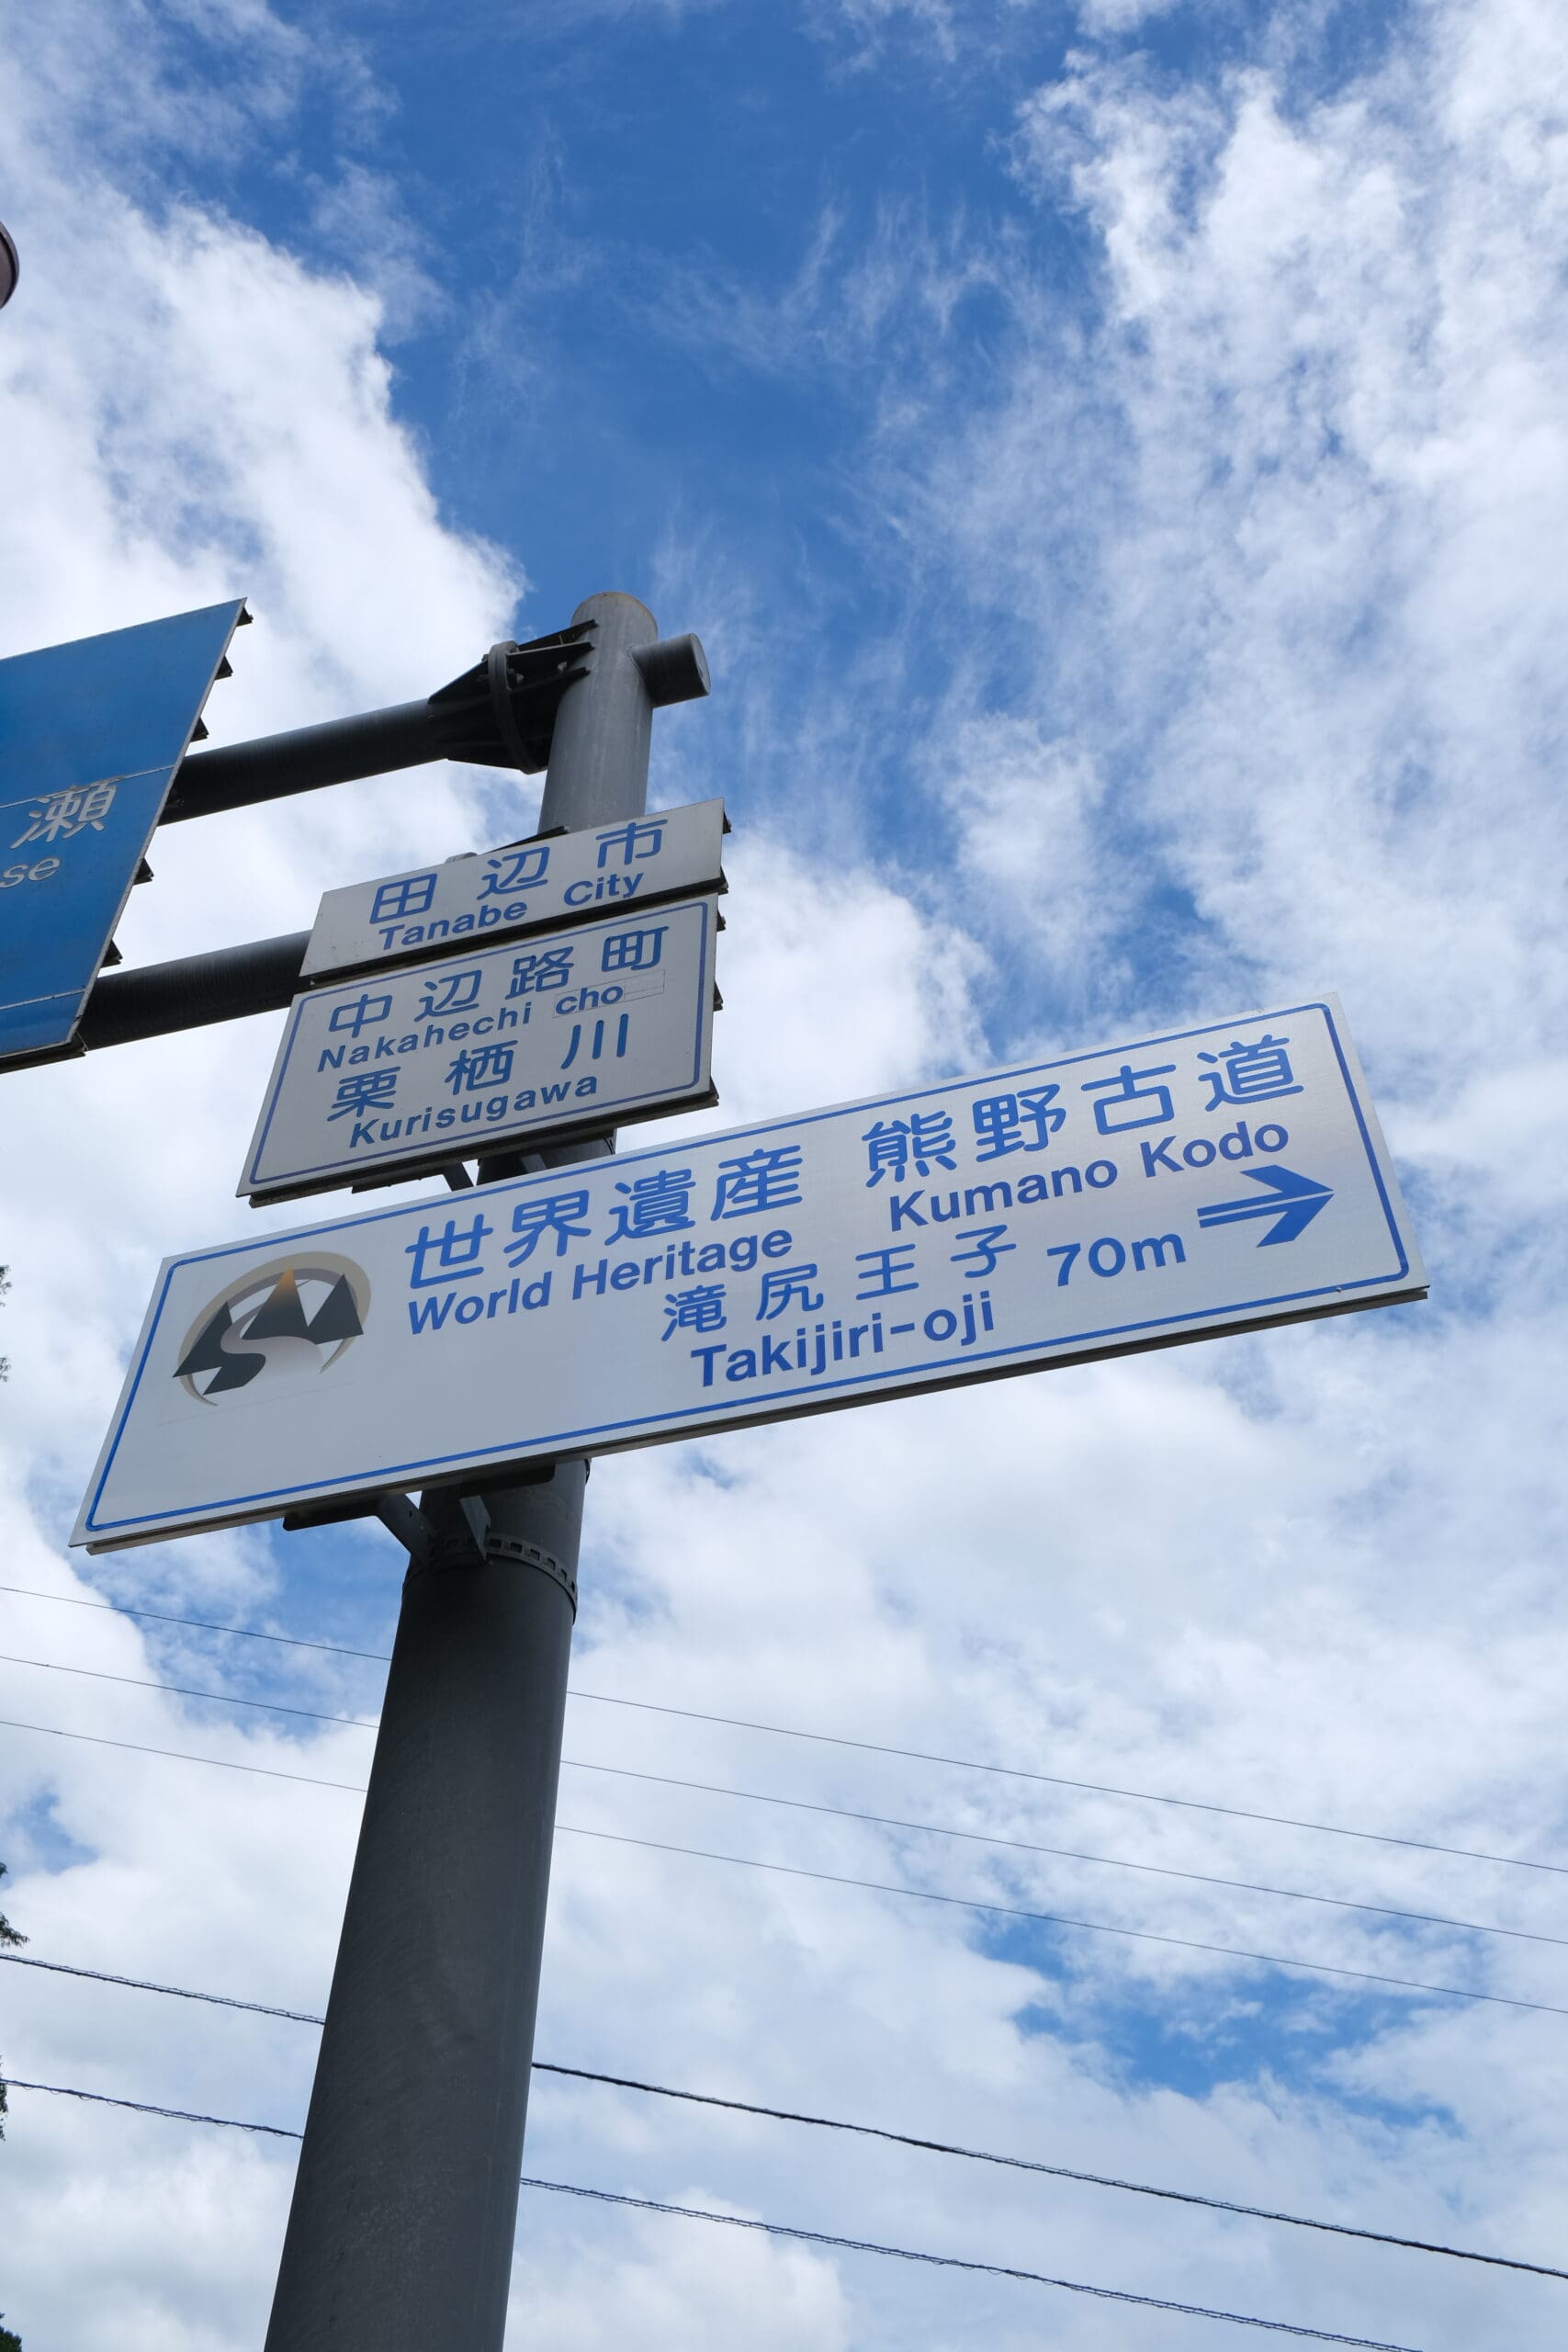 瀬
se
田辺市
Tanabe City
中辺路町
Nakahechi cho
栗栖川
Kurisugawa
世界遺産 熊野古道
World Heritage Kumano Kodo
滝尻王子 70m
Takijiri-oji